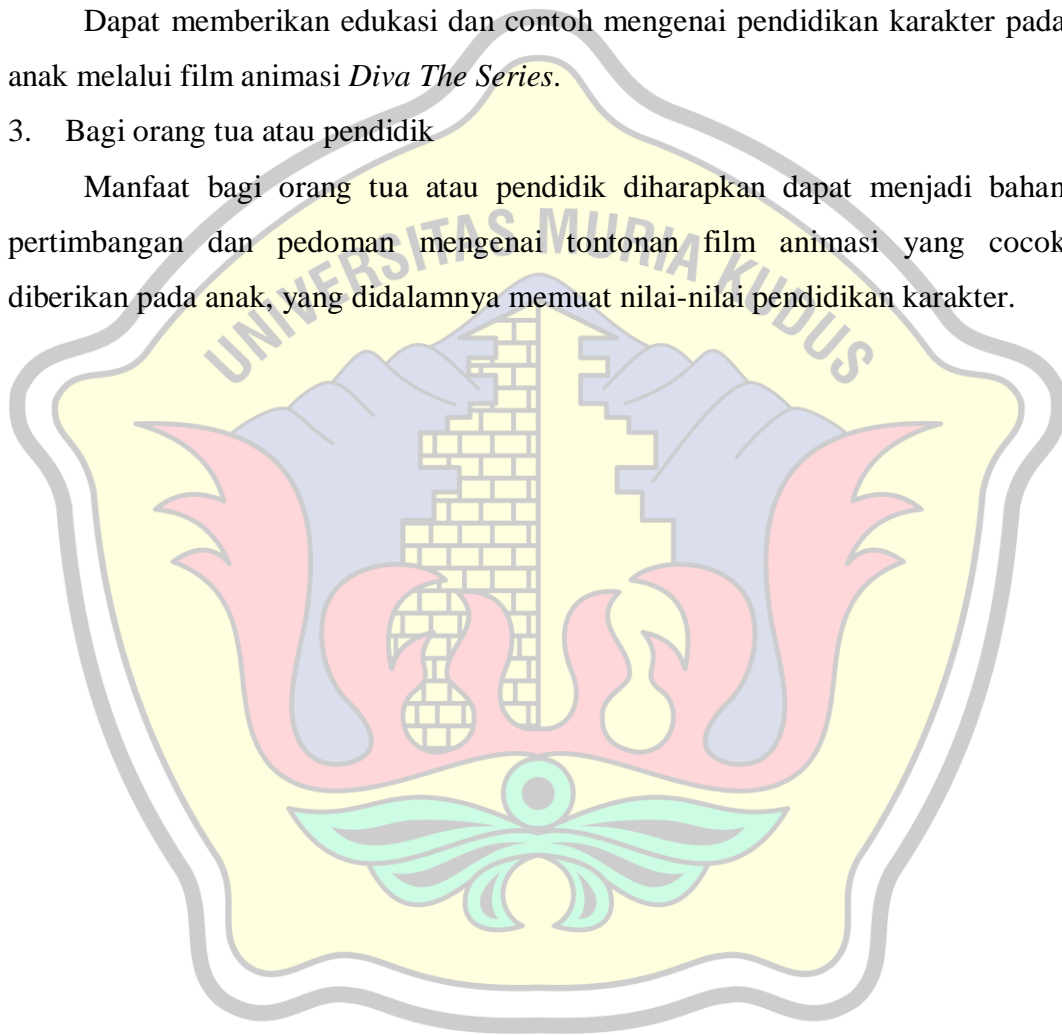 Dapat memberikan edukasi dan contoh mengenai pendidikan karakter pada
anak melalui film animasi Diva The Series.
3. Bagi orang tua atau pendidik
Manfaat bagi orang tua atau pendidik diharapkan dapat menjadi bahan
pertimbangan dan pedoman mengenai tontonan film animasi yang cocok
diberikan pada anak, yang didalamnya memuat nilai-nilai pendidikan karakter.
UNIVERSITAS MURIA KUDUS